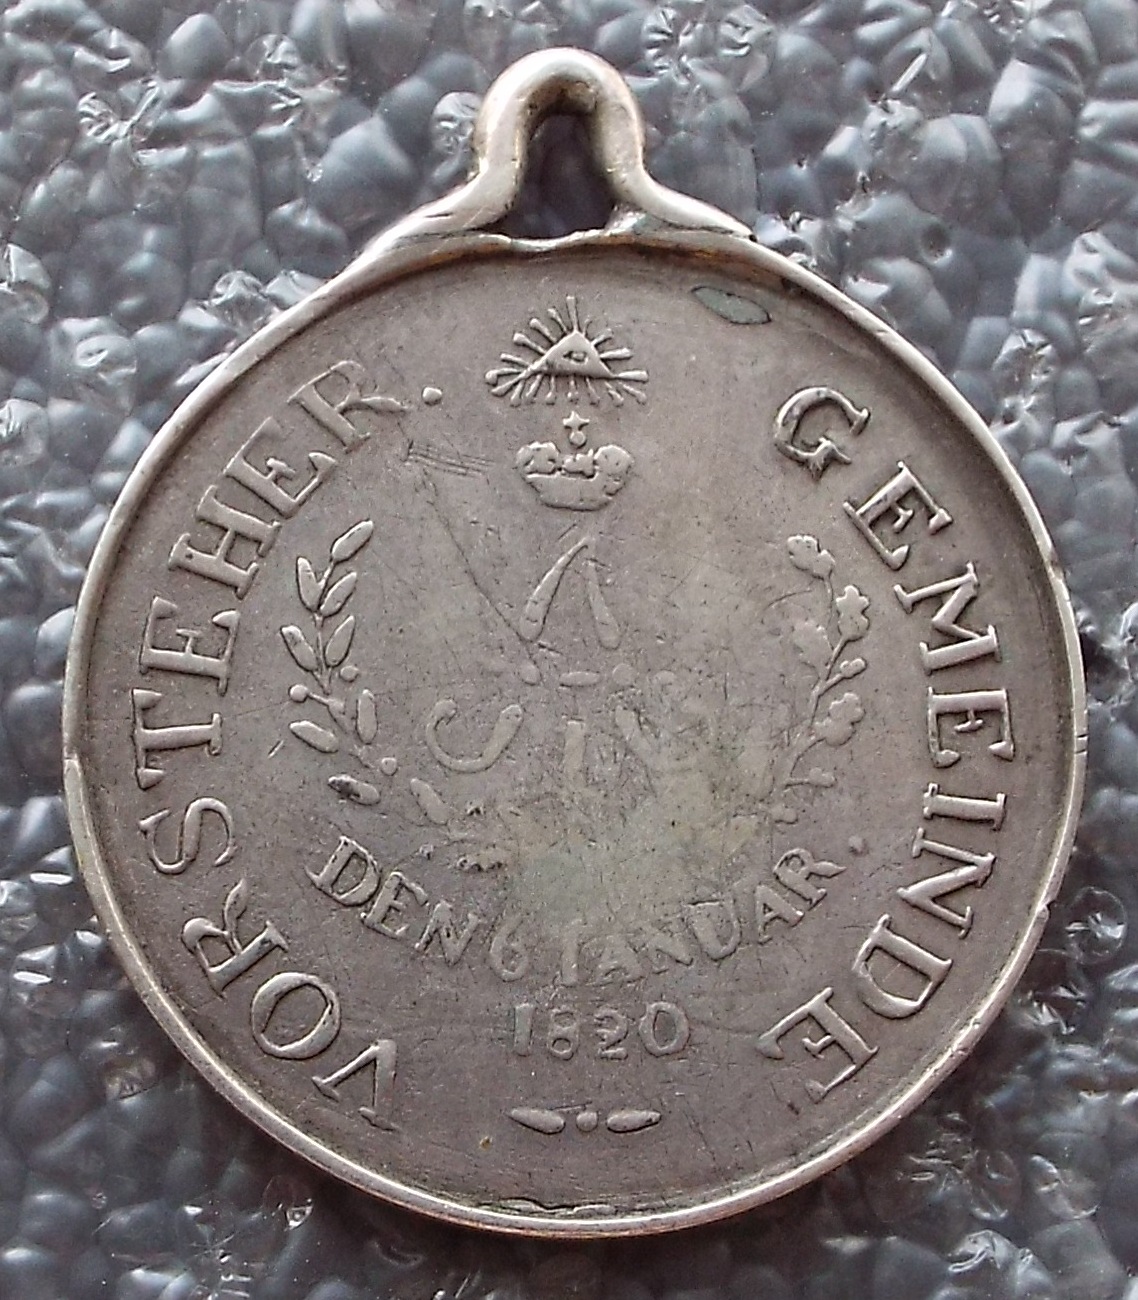 VORSTEHER. GEMEINDE
A
DEN 6 IANUAR.
1820